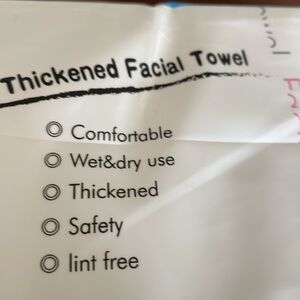 Thickened Facial Towel
Comfortable
Wet&dry use
Thickened
Safety
lint free